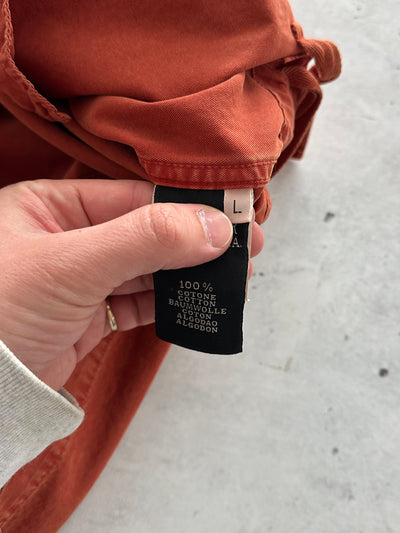 L
A.
100%
COTONE
COTTON
BAUMWOLLE
COTON
ALGODAO
ALGODON